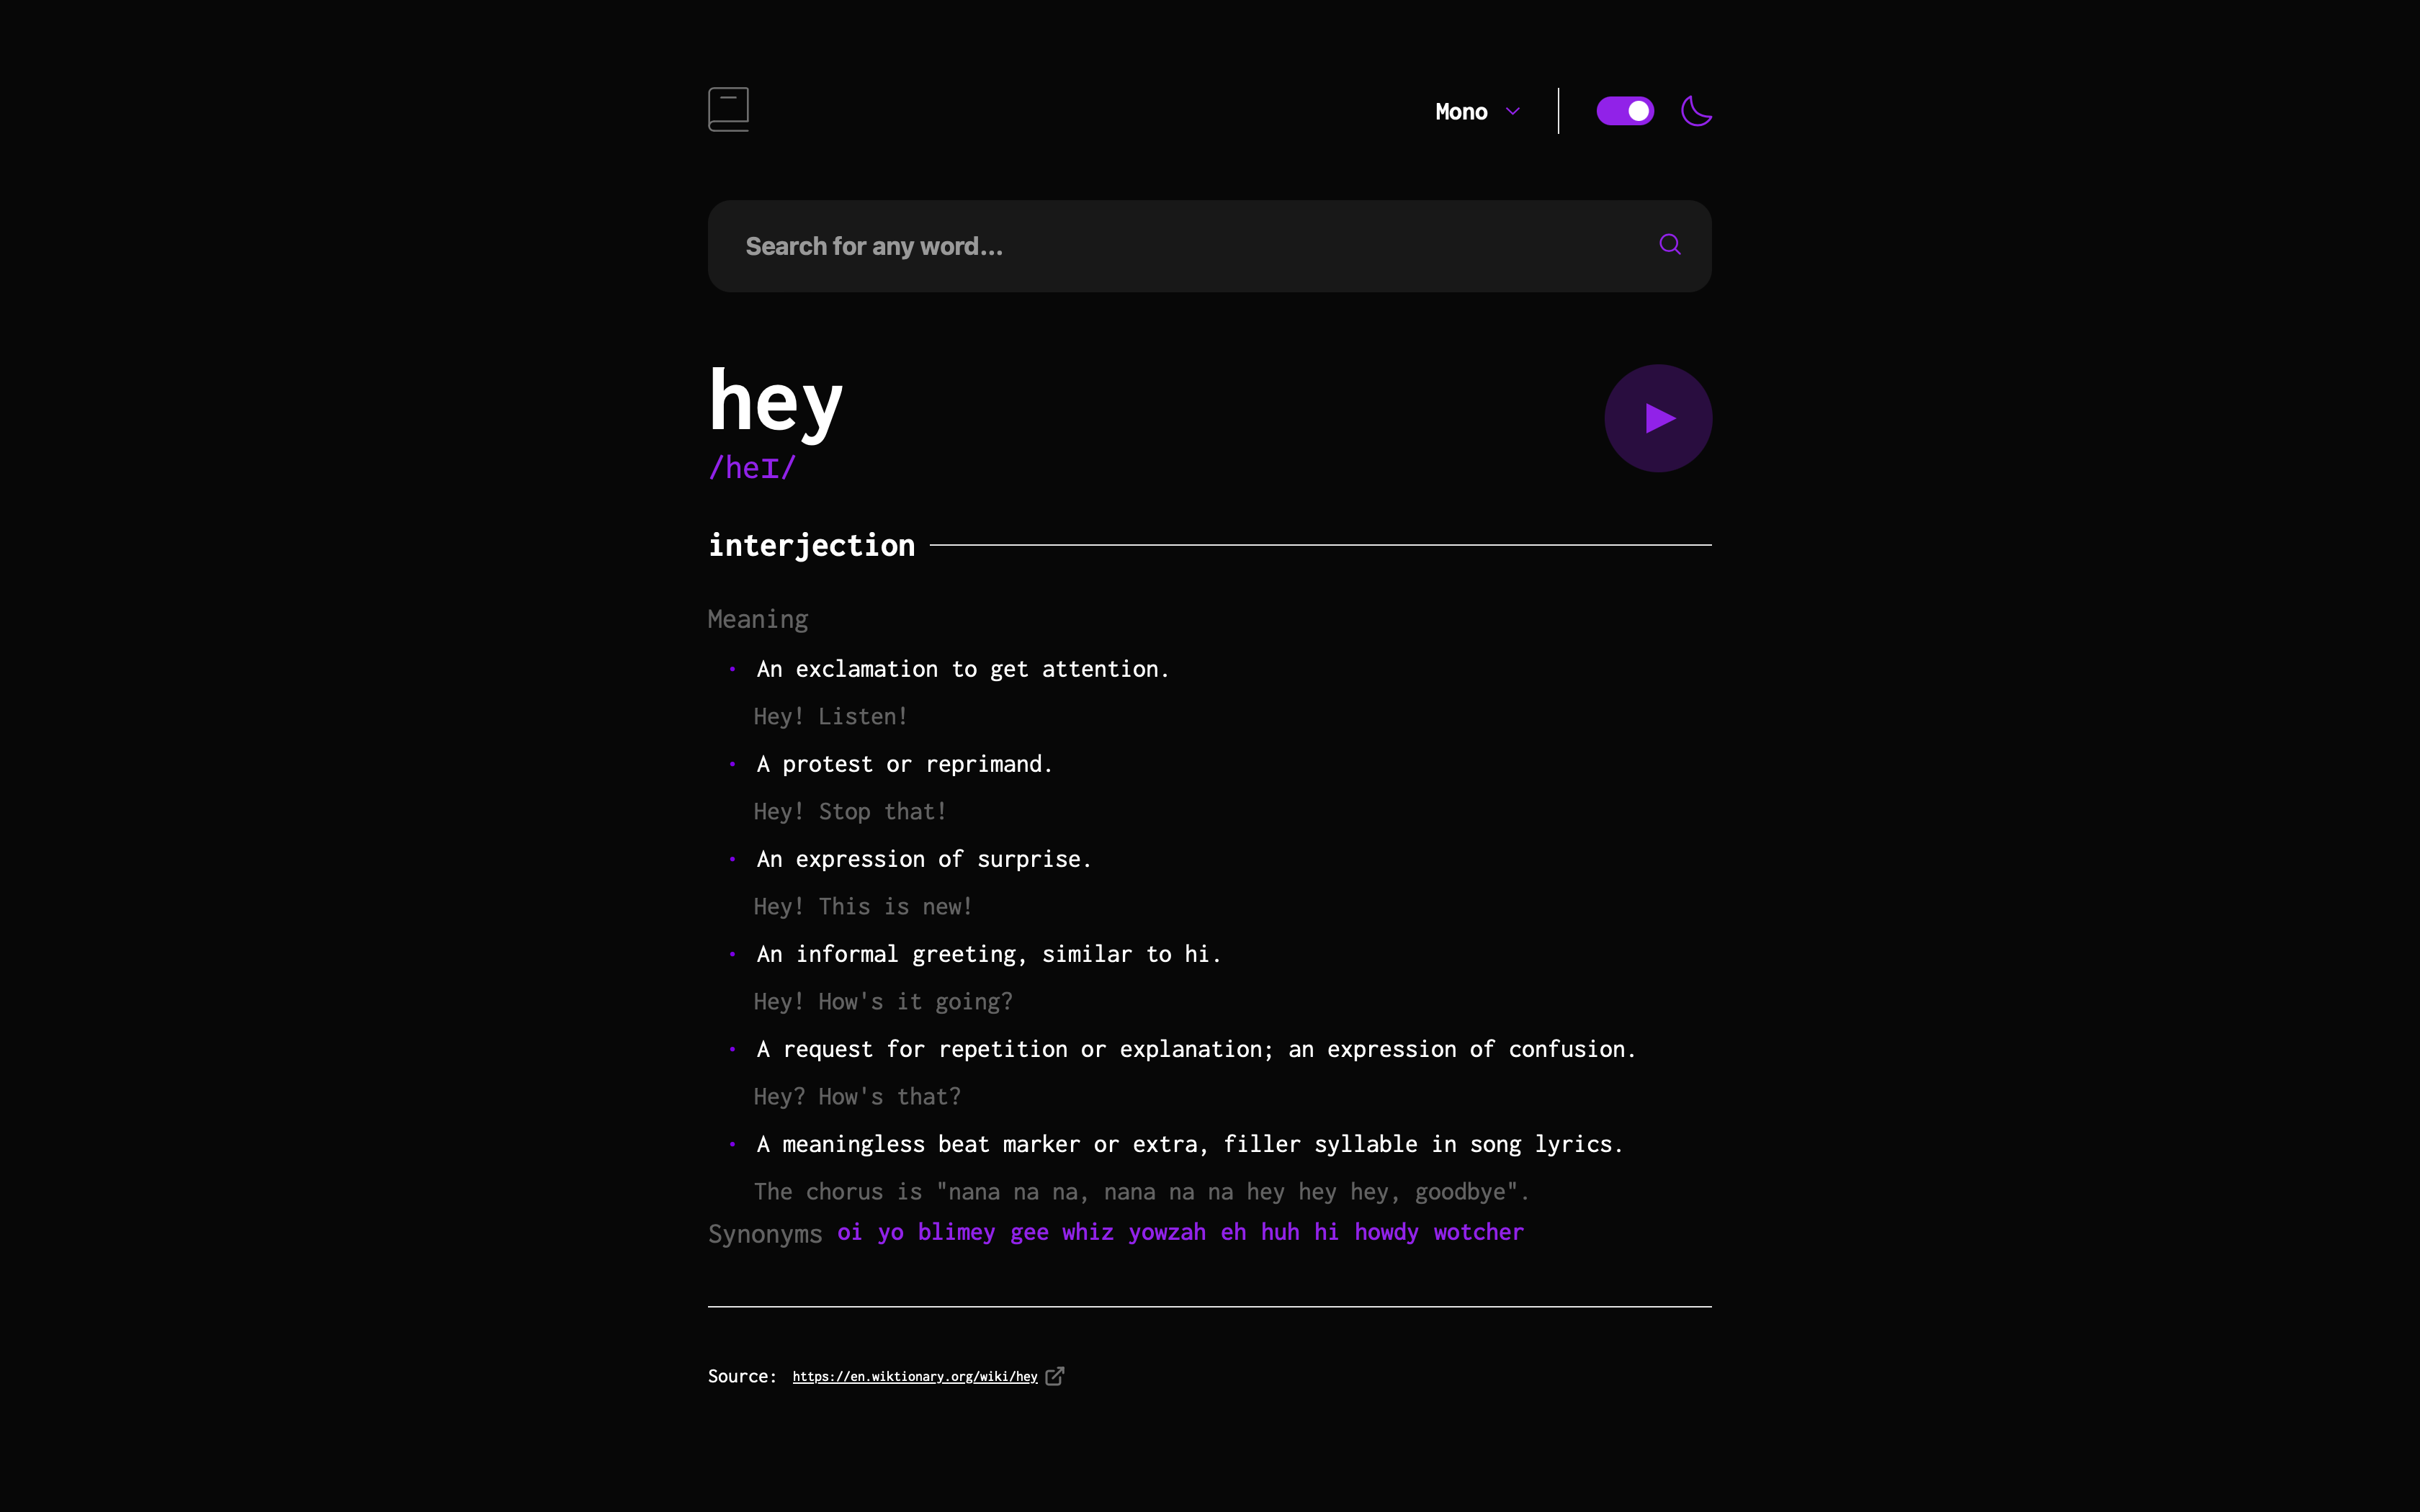 Mono
Search for any word...
hey
/heɪ/
interjection
Meaning
• An exclamation to get attention.
Hey! Listen!
• A protest or reprimand.
Hey! Stop that!
• An expression of surprise.
Hey! This is new!
• An informal greeting, similar to hi.
Hey! How's it going?
• A request for repetition or explanation; an expression of confusion.
Hey? How's that?
• A meaningless beat marker or extra, filler syllable in song lyrics.
The chorus is "nana na na, nana na na hey hey hey, goodbye".
Synonyms oi yo blimey gee whiz yowzah eh huh hi howdy wotcher
Source: https://en.wiktionary.org/wiki/hey